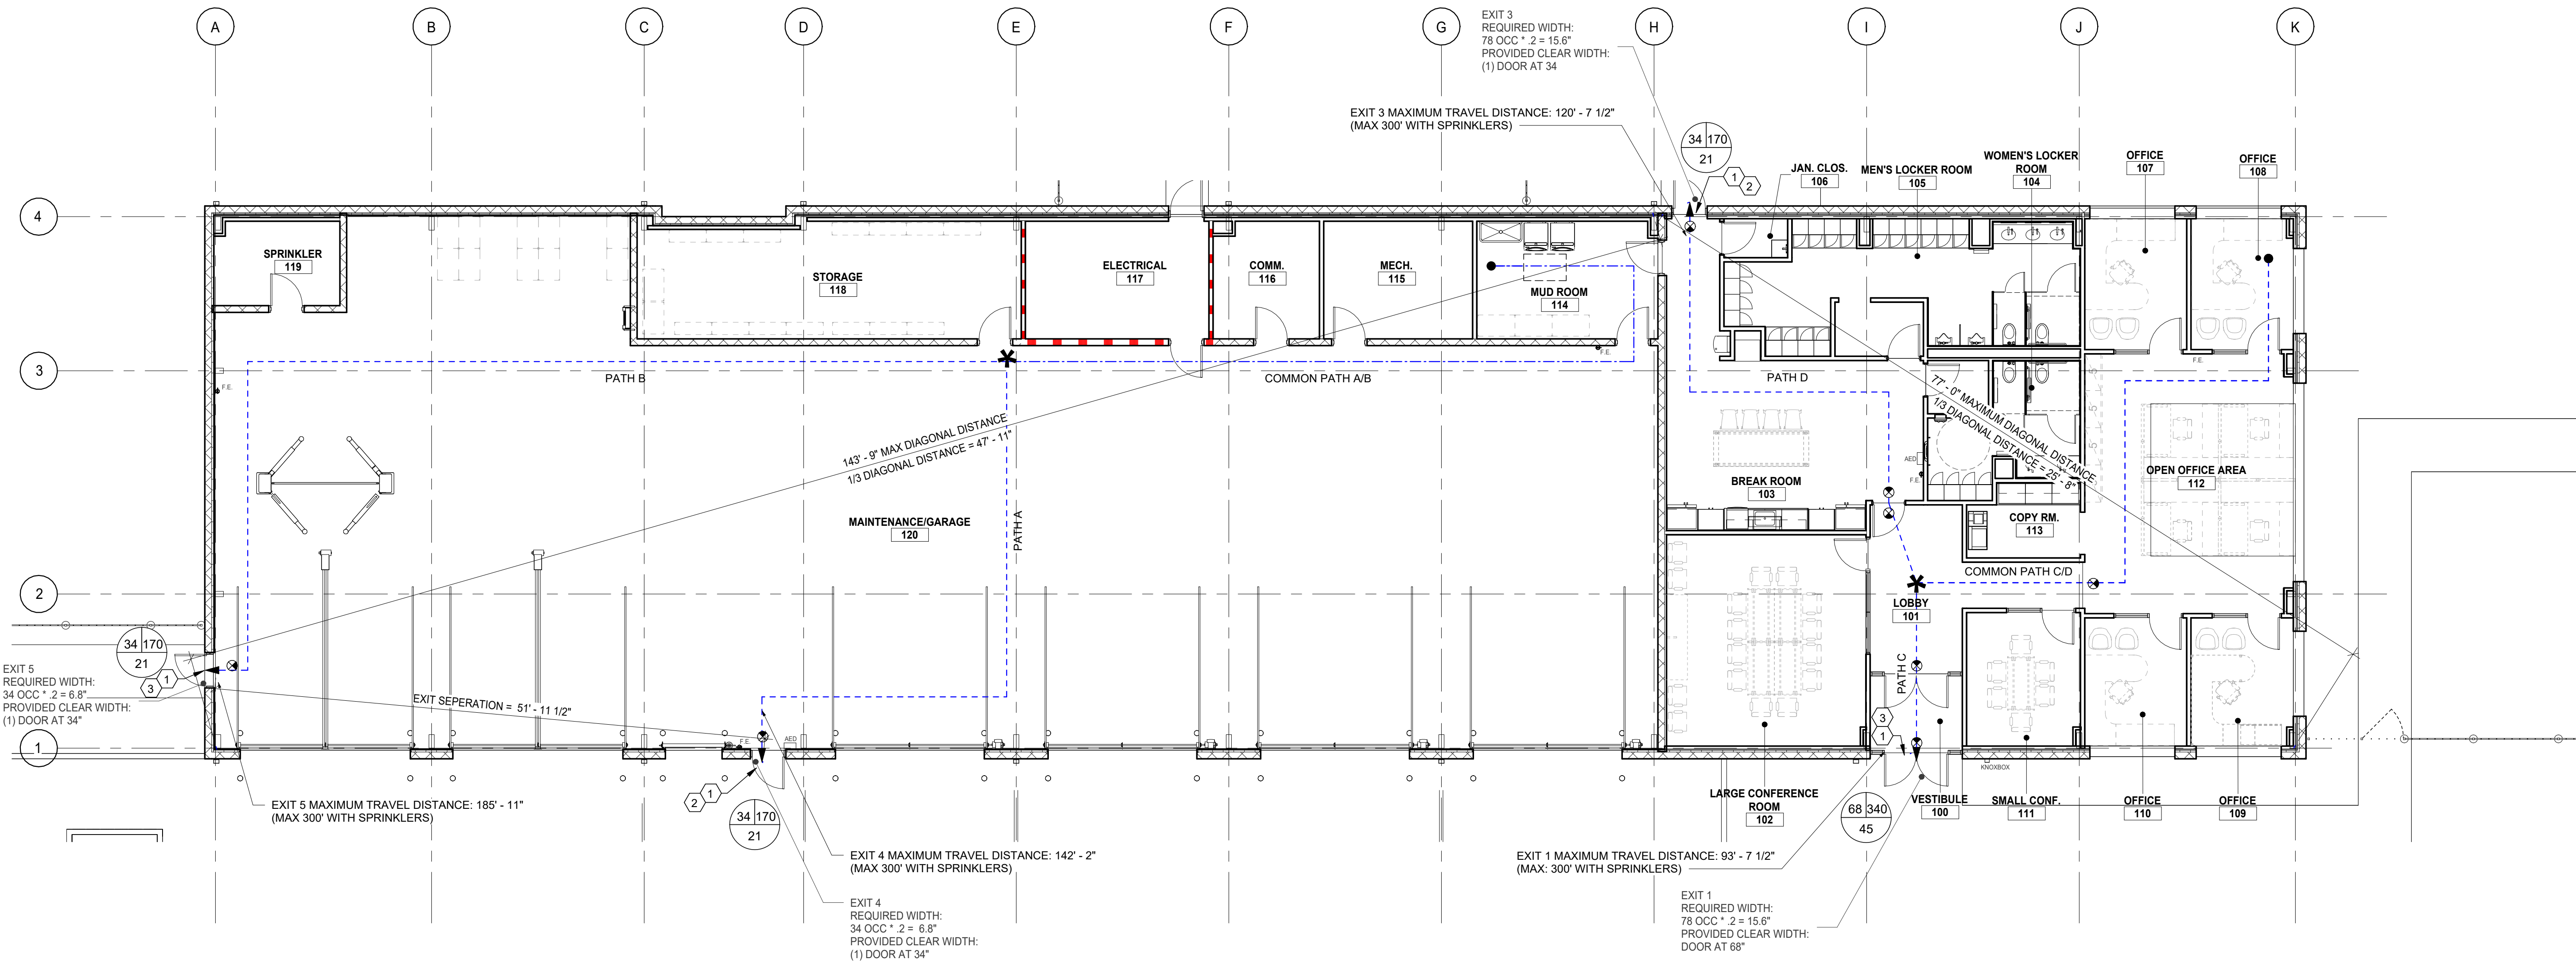 A
B
C
D
E
F
G
H
I
J
K
EXIT 3
REQUIRED WIDTH:
78 OCC * .2 = 15.6"
PROVIDED CLEAR WIDTH:
(1) DOOR AT 34
EXIT 3 MAXIMUM TRAVEL DISTANCE: 120' - 7 1/2"
(MAX 300' WITH SPRINKLERS)
34 170
21
1
2
JAN. CLOS.
106
MEN'S LOCKER ROOM
105
WOMEN'S LOCKER
ROOM
104
OFFICE
107
OFFICE
108
4
SPRINKLER
119
STORAGE
118
ELECTRICAL
117
COMM.
116
MECH.
115
MUD ROOM
114
F.E.
F.E.
3
PATH B
COMMON PATH A/B
PATH D
F.E.
5
5
5
77' - 0" MAXIMUM DIAGONAL DISTANCE
1/3 DIAGONAL DISTANCE = 25' - 8"
143' - 9" MAX DIAGONAL DISTANCE
1/3 DIAGONAL DISTANCE = 47' - 11"
AED
F.E.
BREAK ROOM
103
OPEN OFFICE AREA
112
MAINTENANCE/GARAGE
120
PATH A
COPY RM.
113
COMMON PATH C/D
2
LOBBY
101
34 170
21
EXIT 5
REQUIRED WIDTH:
34 OCC * .2 = 6.8"
PROVIDED CLEAR WIDTH:
(1) DOOR AT 34"
1
3
EXIT SEPERATION = 51' - 11 1/2"
PATH C
3
1
1
F.E.
AED
KNOXBOX
1
2
34 170
21
EXIT 5 MAXIMUM TRAVEL DISTANCE: 185' - 11"
(MAX 300' WITH SPRINKLERS)
LARGE CONFERENCE
ROOM
102
68 340
45
VESTIBULE
100
SMALL CONF.
111
OFFICE
110
OFFICE
109
EXIT 4 MAXIMUM TRAVEL DISTANCE: 142' - 2"
(MAX 300' WITH SPRINKLERS)
EXIT 1 MAXIMUM TRAVEL DISTANCE: 93' - 7 1/2"
(MAX: 300' WITH SPRINKLERS)
EXIT 4
REQUIRED WIDTH:
34 OCC * .2 = 6.8"
PROVIDED CLEAR WIDTH:
(1) DOOR AT 34"
EXIT 1
REQUIRED WIDTH:
78 OCC * .2 = 15.6"
PROVIDED CLEAR WIDTH:
DOOR AT 68"